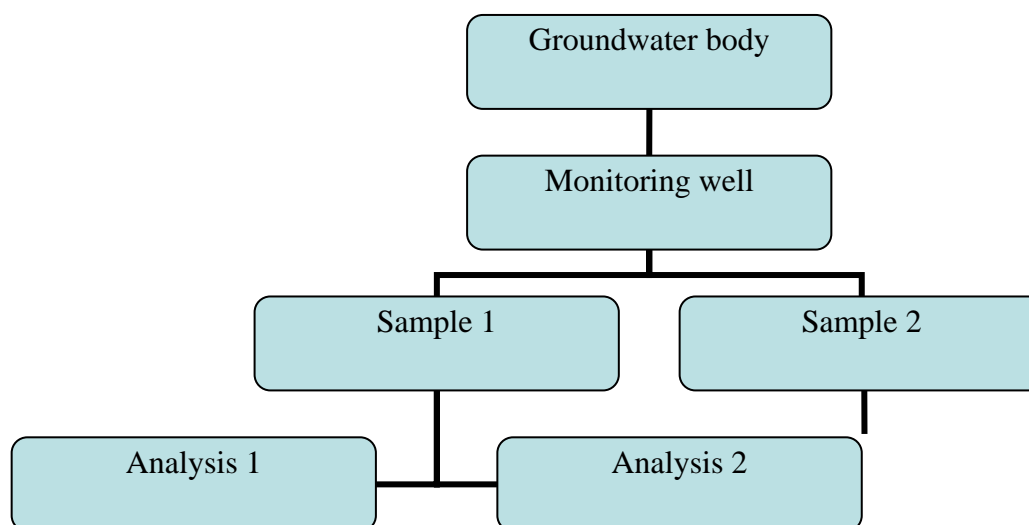 Groundwater body
Monitoring well
Sample 1
Sample 2
Analysis 1
Analysis 2